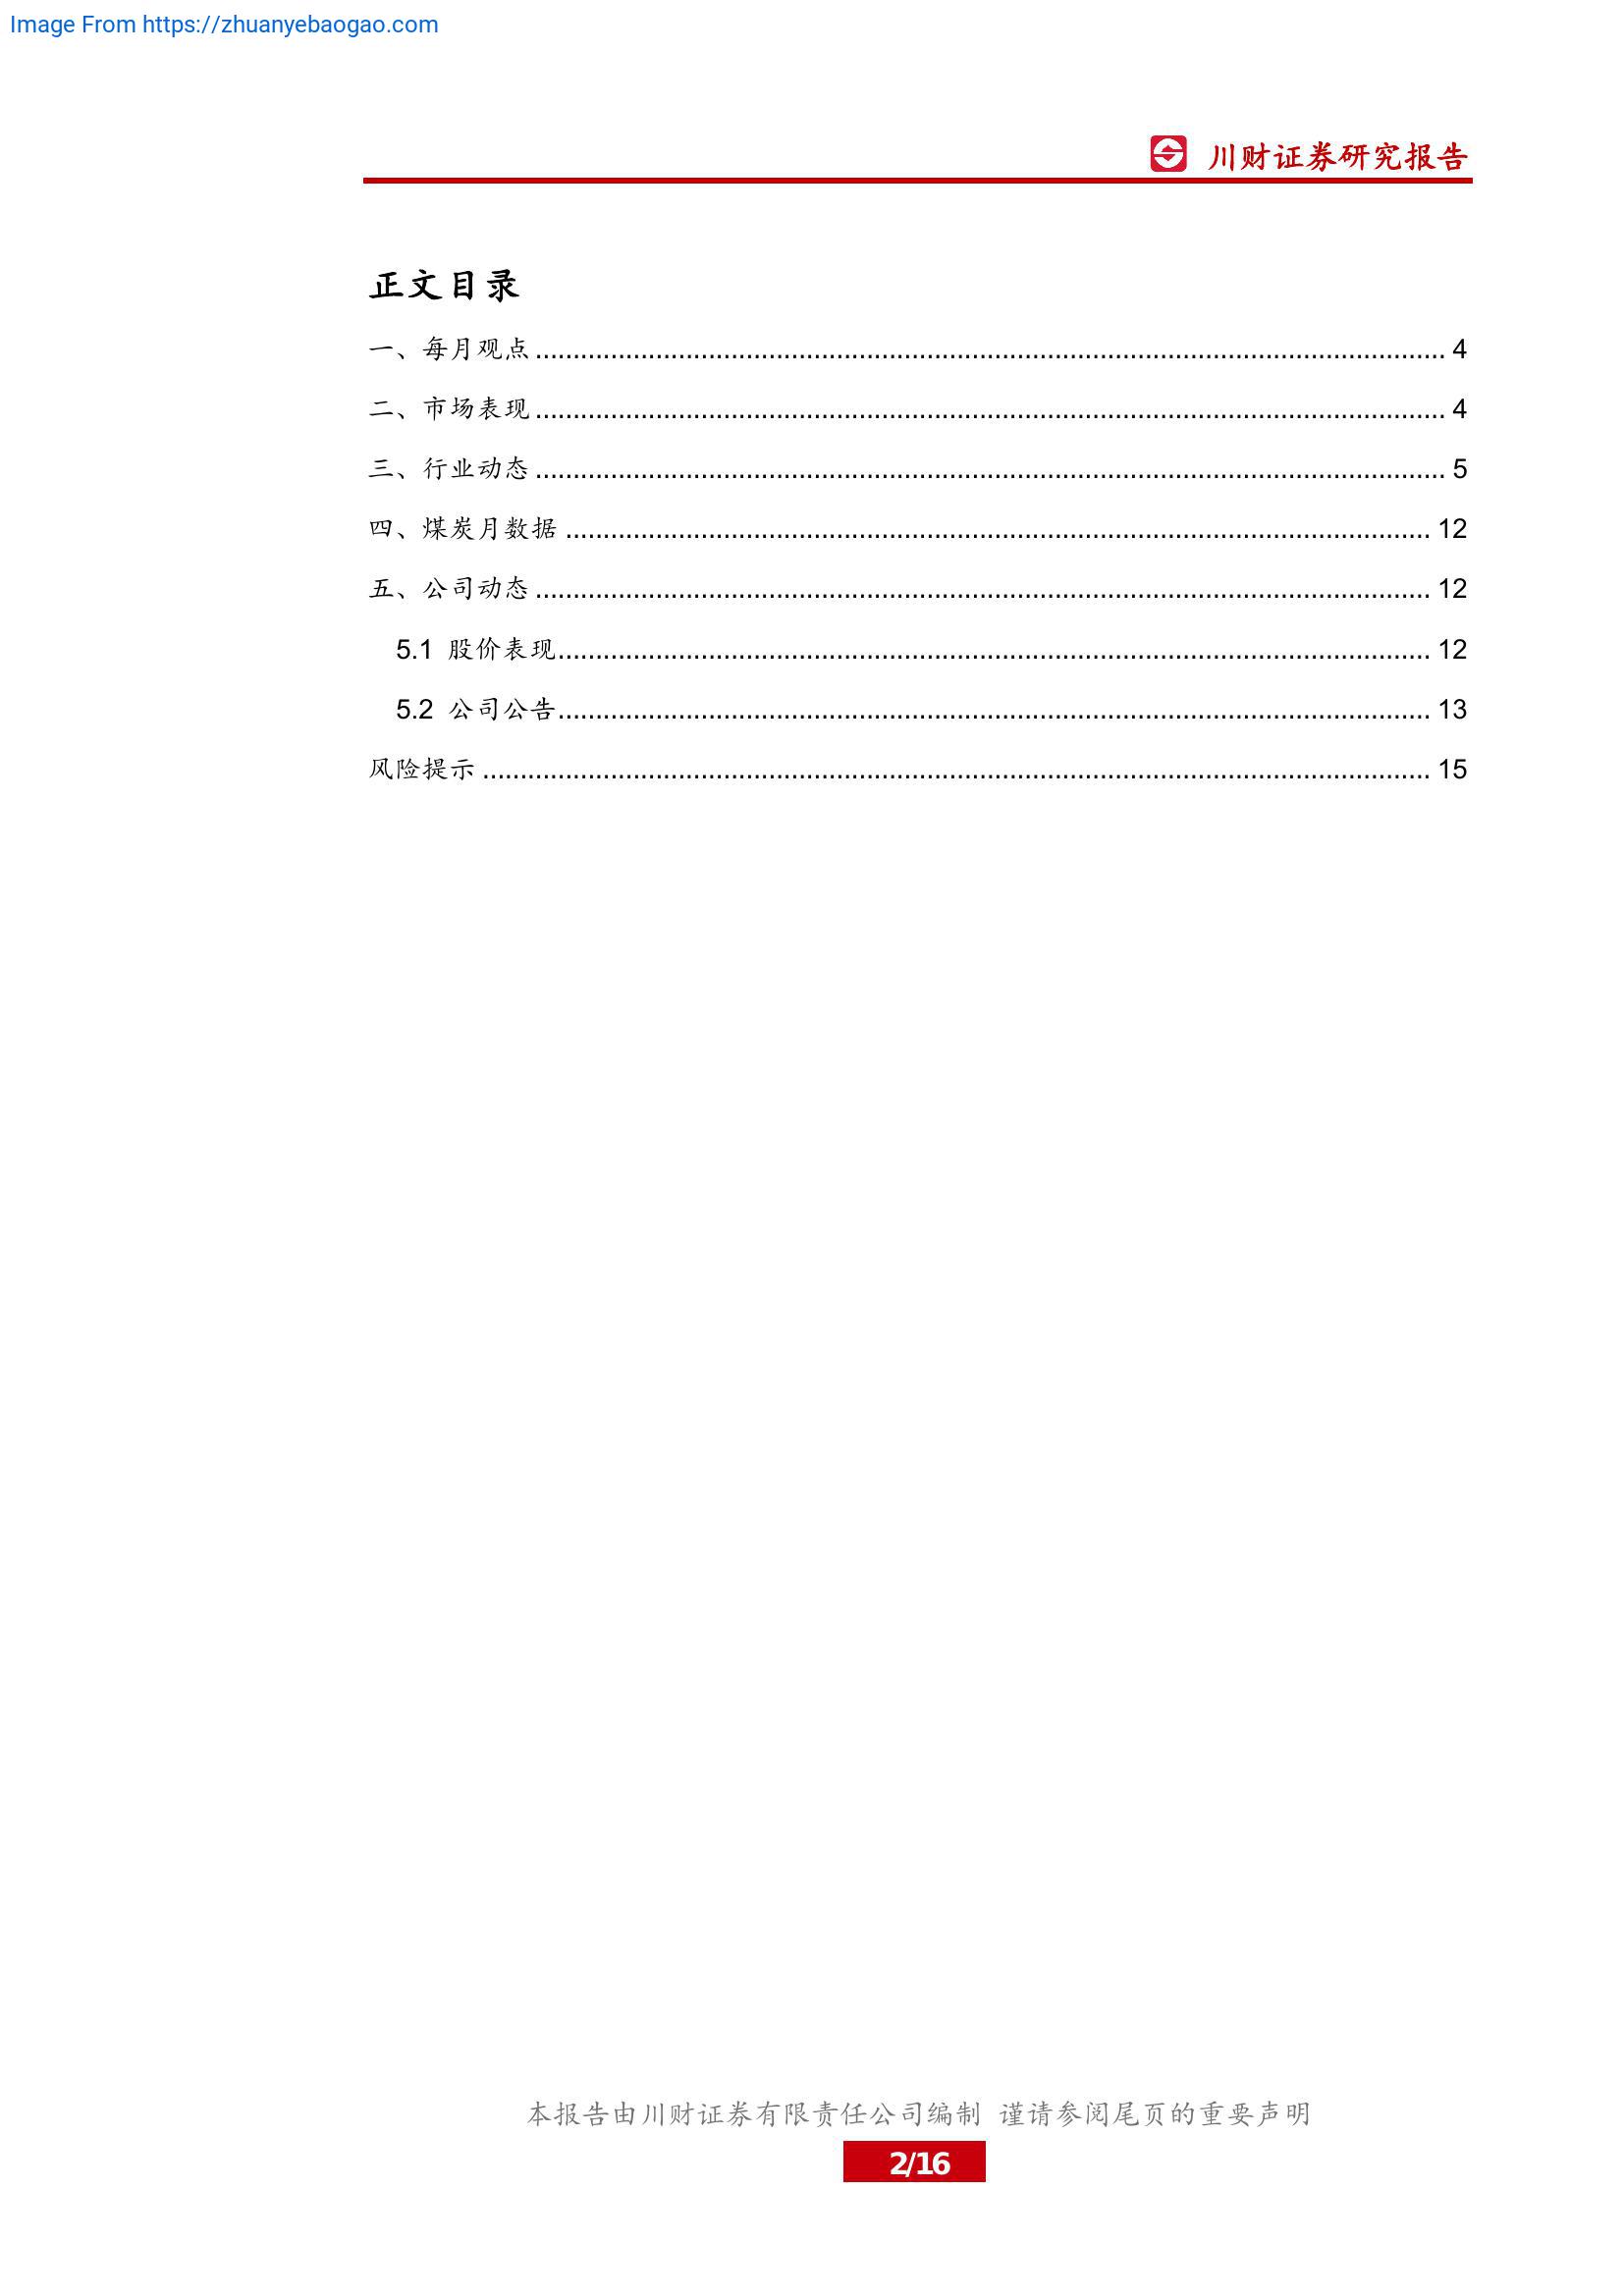 Image From https://zhuanyebaogao.com
川财证券研究报告
正文目录
一、每月观点 ........................................................................................................................ 4
二、市场表现 ........................................................................................................................ 4
三、行业动态 ........................................................................................................................ 5
四、煤炭月数据 .................................................................................................................. 12
五、公司动态 ...................................................................................................................... 12
5.1 股价表现................................................................................................................... 12
5.2 公司公告................................................................................................................... 13
风险提示 ............................................................................................................................. 15
本报告由川财证券有限责任公司编制 谨请参阅尾页的重要声明
2/16